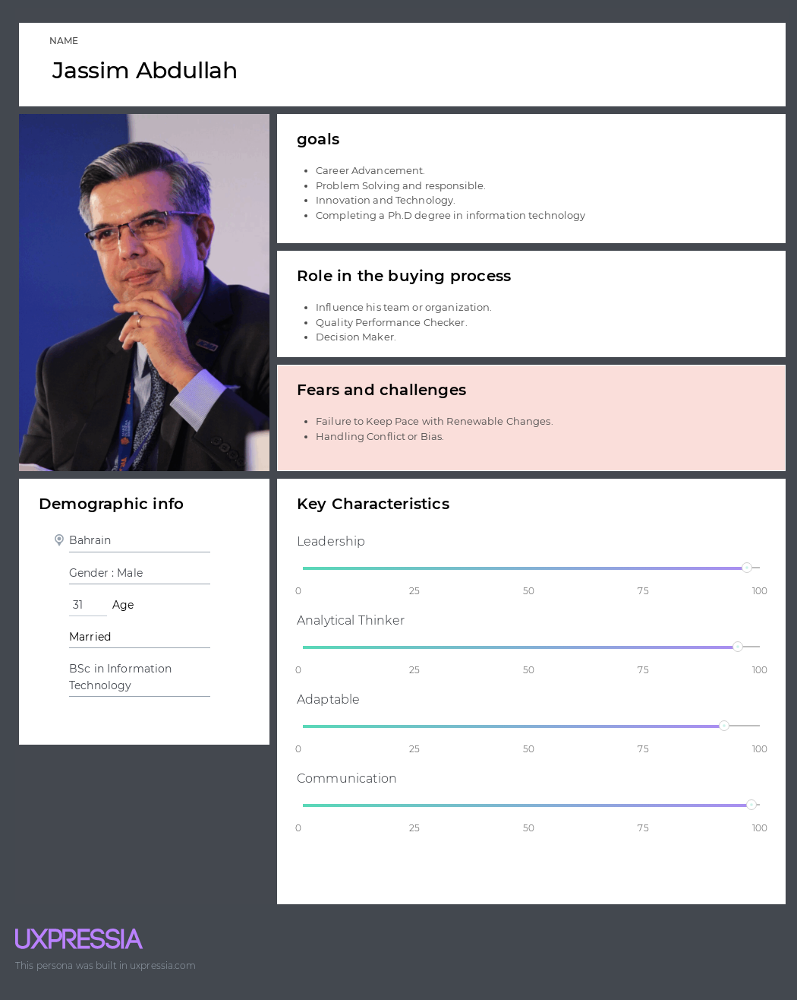 NAME
Jassim Abdullah
goals
Career Advancement.
Problem Solving and responsible.
Innovation and Technology.
Completing a Ph.D degree in information technology
Role in the buying process
Influence his team or organization.
Quality Performance Checker.
Decision Maker.
Fears and challenges
Failure to Keep Pace with Renewable Changes.
Handling Conflict or Bias.
Demographic info
Bahrain
Gender : Male
31 Age
Married
BSc in Information
Technology
Key Characteristics
Leadership
0 25 50 75 100
Analytical Thinker
0 25 50 75 100
Adaptable
0 25 50 75 100
Communication
0 25 50 75 100
UXPRESSIA
This persona was built in uxpressia.com